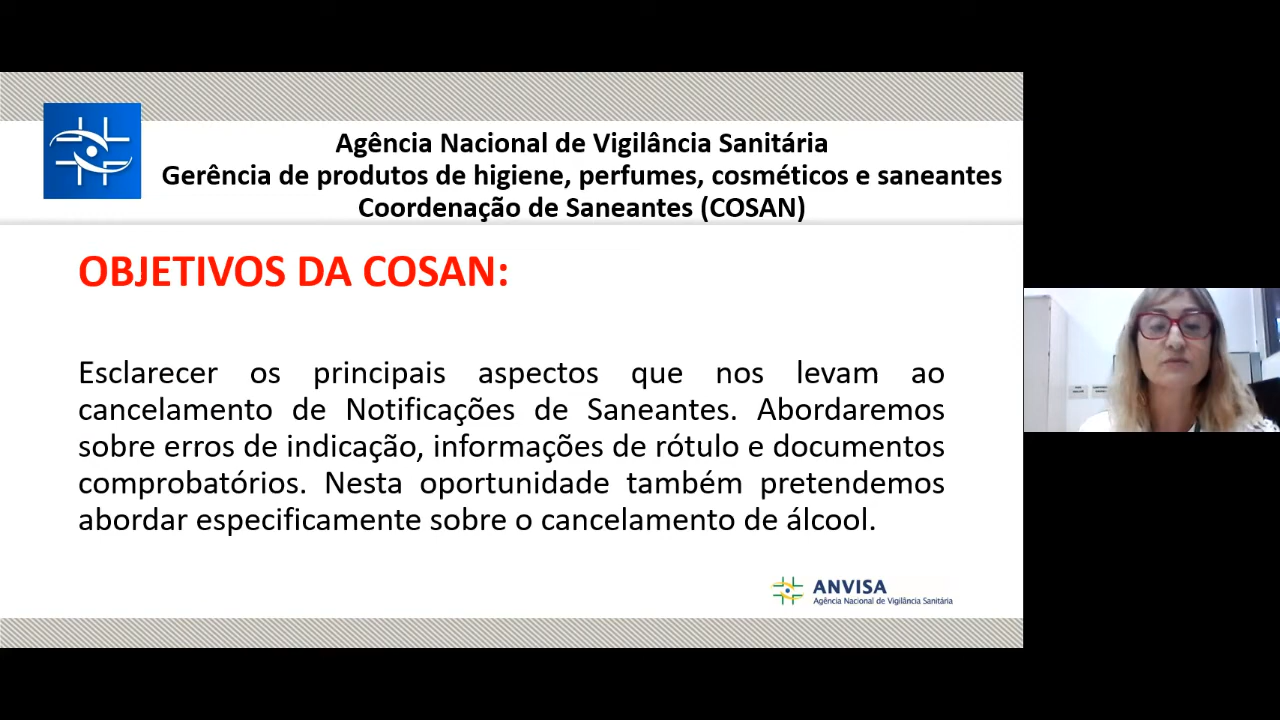 Agência Nacional de Vigilância Sanitária
Gerência de produtos de higiene, perfumes, cosméticos e saneantes
Coordenação de Saneantes (COSAN)
OBJETIVOS DA COSAN:
Esclarecer os principais aspectos que nos levam ao
cancelamento de Notificações de Saneantes. Abordaremos
sobre erros de indicação, informações de rótulo e documentos
comprobatórios. Nesta oportunidade também pretendemos
abordar especificamente sobre o cancelamento de álcool.
ANVISA
Agência Nacional de Vigilância Sanitária